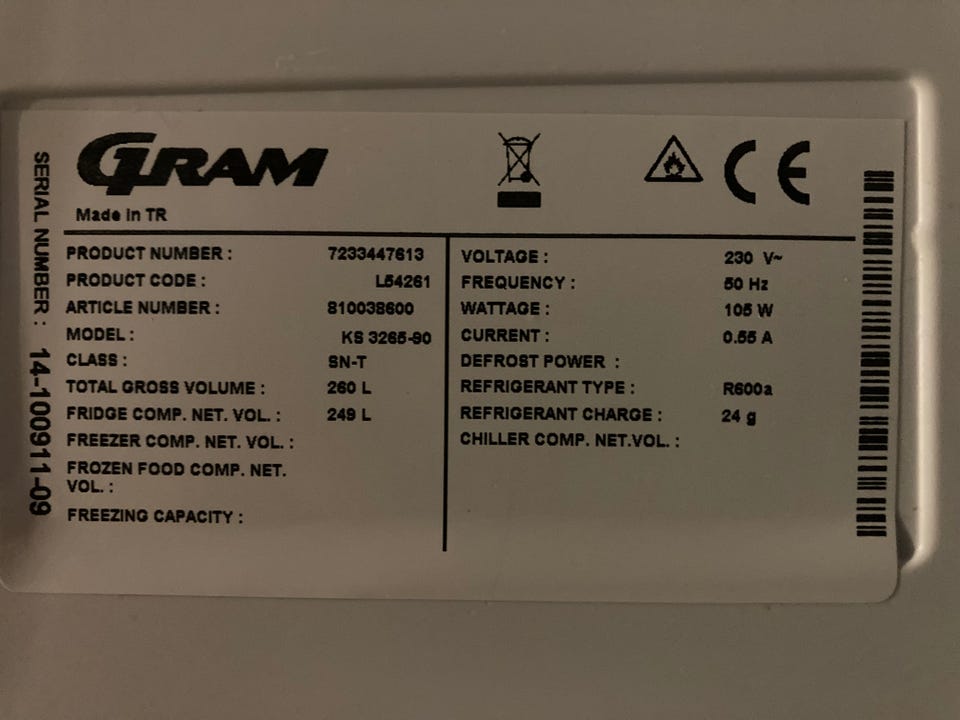 GRAM
Made in TR
SERIAL NUMBER : 14-100911-09
PRODUCT NUMBER : 7233447613
PRODUCT CODE : L54261
ARTICLE NUMBER : 810038600
MODEL : KS 3265-90
CLASS : SN-T
TOTAL GROSS VOLUME : 260 L
FRIDGE COMP. NET. VOL. : 249 L
FREEZER COMP. NET. VOL. :
FROZEN FOOD COMP. NET.
VOL. :
FREEZING CAPACITY :
CE
VOLTAGE : 230 V~
FREQUENCY : 50 Hz
WATTAGE : 105 W
CURRENT : 0.55 A
DEFROST POWER :
REFRIGERANT TYPE : R600a
REFRIGERANT CHARGE : 24 g
CHILLER COMP. NET.VOL. :